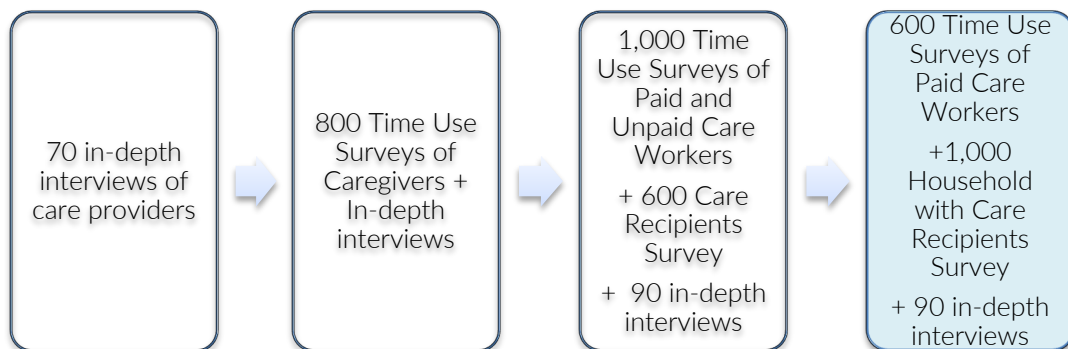 70 in-depth
interviews of
care providers
800 Time Use
Surveys of
Caregivers +
In-depth
interviews
1,000 Time
Use Surveys of
Paid and
Unpaid Care
Workers
+ 600 Care
Recipients
Survey
+ 90 in-depth
interviews
600 Time Use
Surveys of
Paid Care
Workers
+1,000
Household
with Care
Recipients
Survey
+ 90 in-depth
interviews